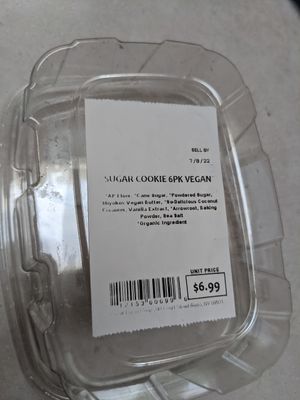 SELL BY
7/8/22
SUGAR COOKIE 6PK VEGAN
*AP Flour, *Cane Sugar, *Powdered Sugar,
Miyokos Vegan Butter, *So Delicious Coconut
Creamer, Vanilla Extract, *Arrowroot, Baking
Powder, Sea Salt
*Organic Ingredient
UNIT PRICE
$6.99